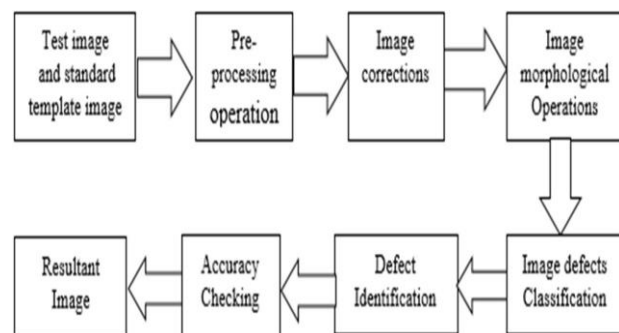 Test image
and standard
template image
Pre-
processing
operation
Image
corrections
Image
morphological
Operations
Image defects
Classification
Defect
Identification
Accuracy
Checking
Resultant
Image